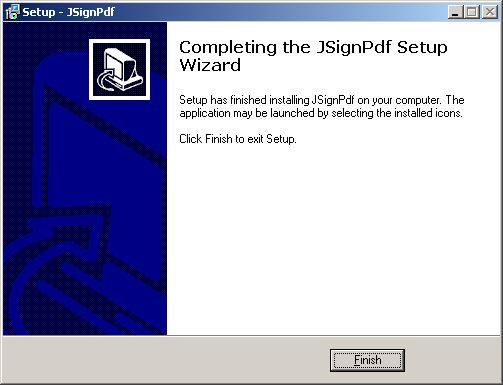 Setup - JSignPdf
Completing the JSignPdf Setup
Wizard
Setup has finished installing JSignPdf on your computer. The
application may be launched by selecting the installed icons.
Click Finish to exit Setup.
Finish